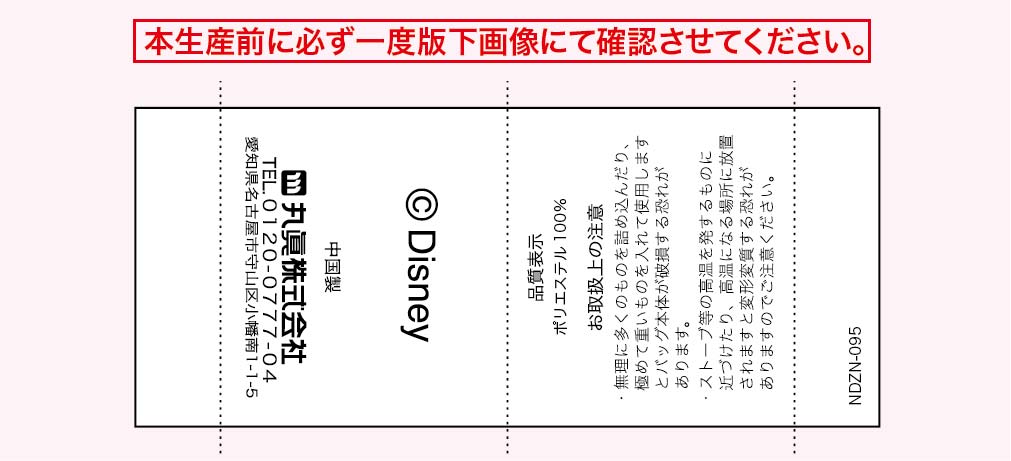 本生産前に必ず一度版下画像にて確認させてください。
© Disney
中国製
丸眞株式会社
TEL.0120-0777-04
愛知県名古屋市守山区小幡南1-1-5
品質表示
ポリエステル100%
お取扱上の注意
・無理に多くのものを詰め込んだり、
極めて重いものを入れて使用します
とバッグ本体が破損する恐れが
あります。
・ストーブ等の高温を発するものに
近づけたり、高温になる場所に放置
されますと変形変質する恐れが
ありますのでご注意ください。
NDZN-095